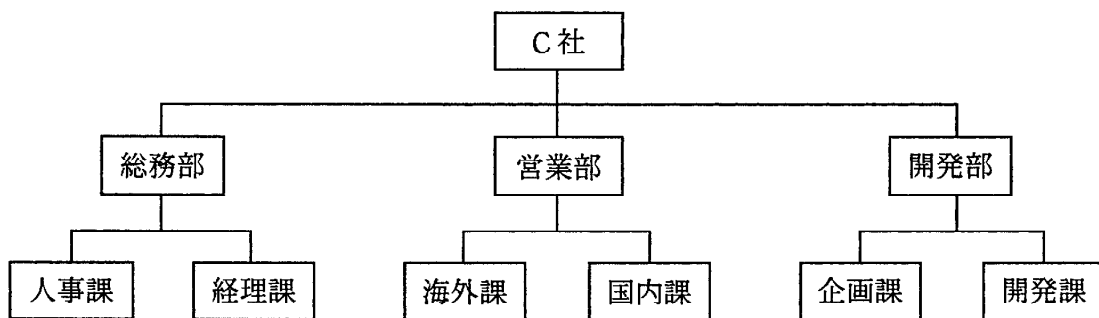 C社
総務部
営業部
開発部
人事課
経理課
海外課
国内課
企画課
開発課